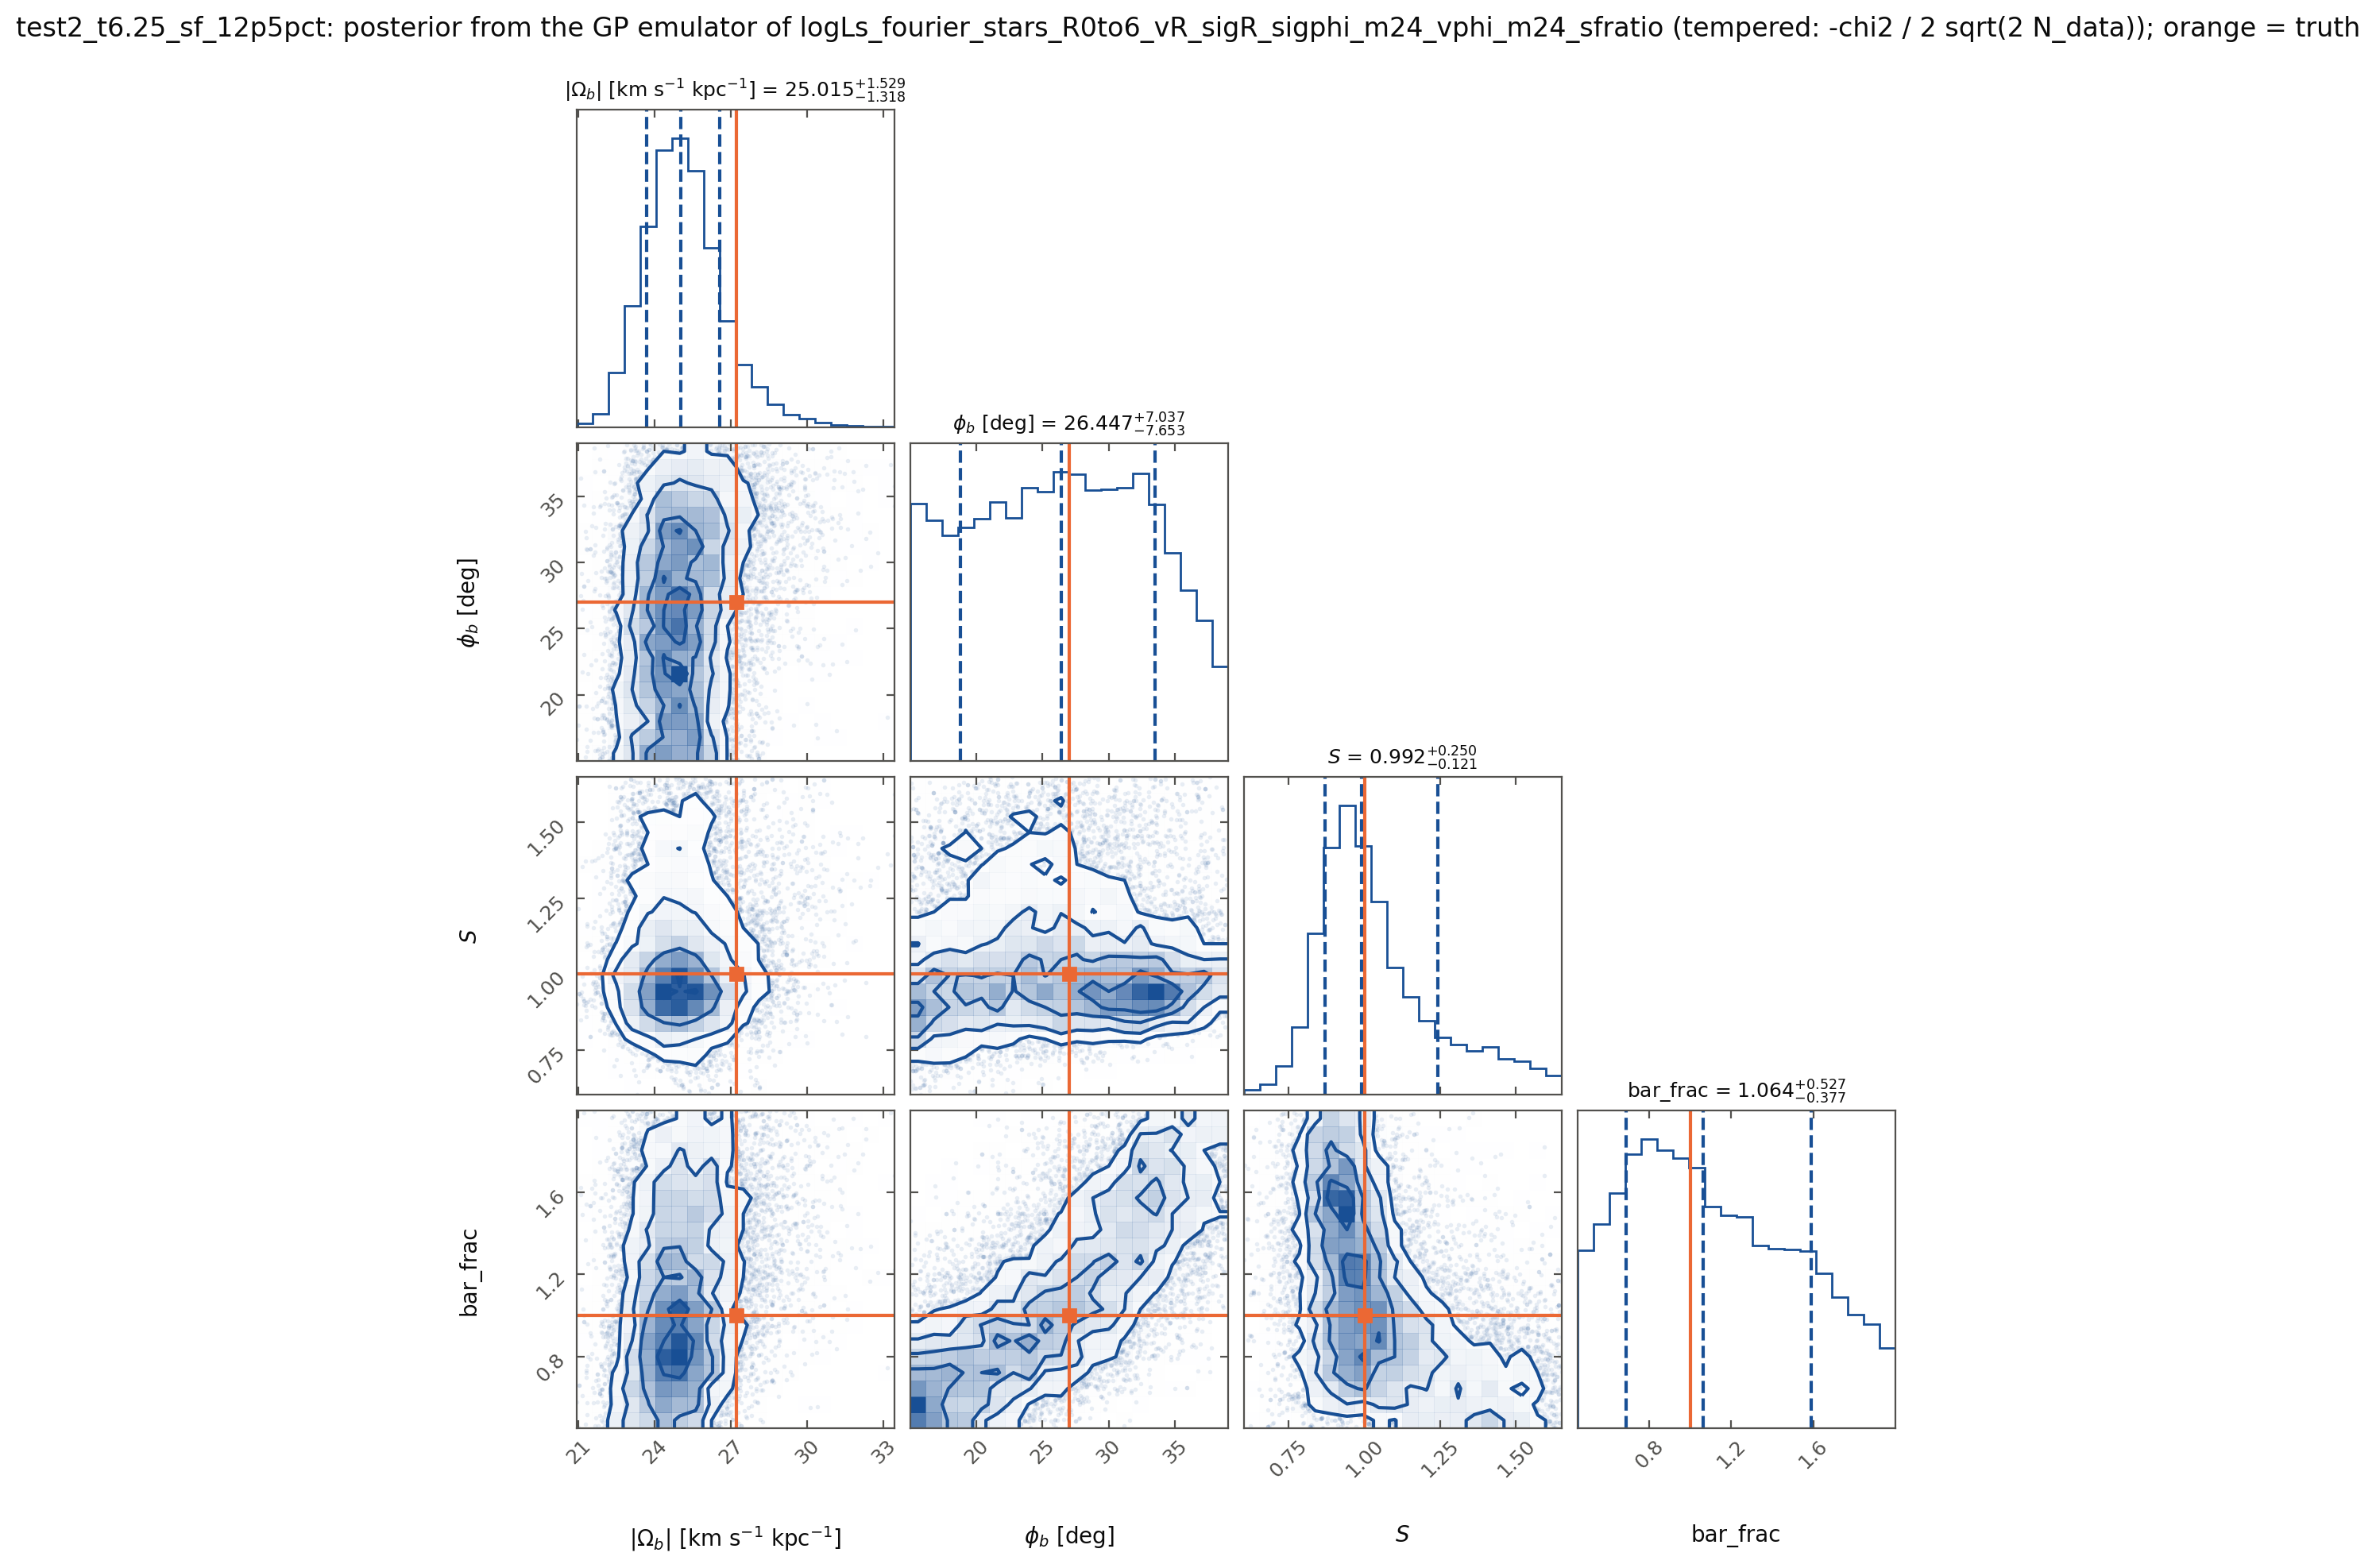 test2_t6.25_sf_12p5pct: posterior from the GP emulator of logLs_fourier_stars_R0to6_vR_sigR_sigphi_m24_vphi_m24_sfratio (tempered: -chi2 / 2 sqrt(2 N_data)); orange = truth
|Ω_b| [km s⁻¹ kpc⁻¹] = 25.015 +1.529 −1.318
ϕ_b [deg] = 26.447 +7.037 −7.653
ϕ_b [deg]
35
30
25
20
S = 0.992 +0.250 −0.121
S
1.50
1.25
1.00
0.75
bar_frac = 1.064 +0.527 −0.377
bar_frac
1.6
1.2
0.8
21 24 27 30 33
20 25 30 35
0.75 1.00 1.25 1.50
0.8 1.2 1.6
|Ω_b| [km s⁻¹ kpc⁻¹]
ϕ_b [deg]
S
bar_frac